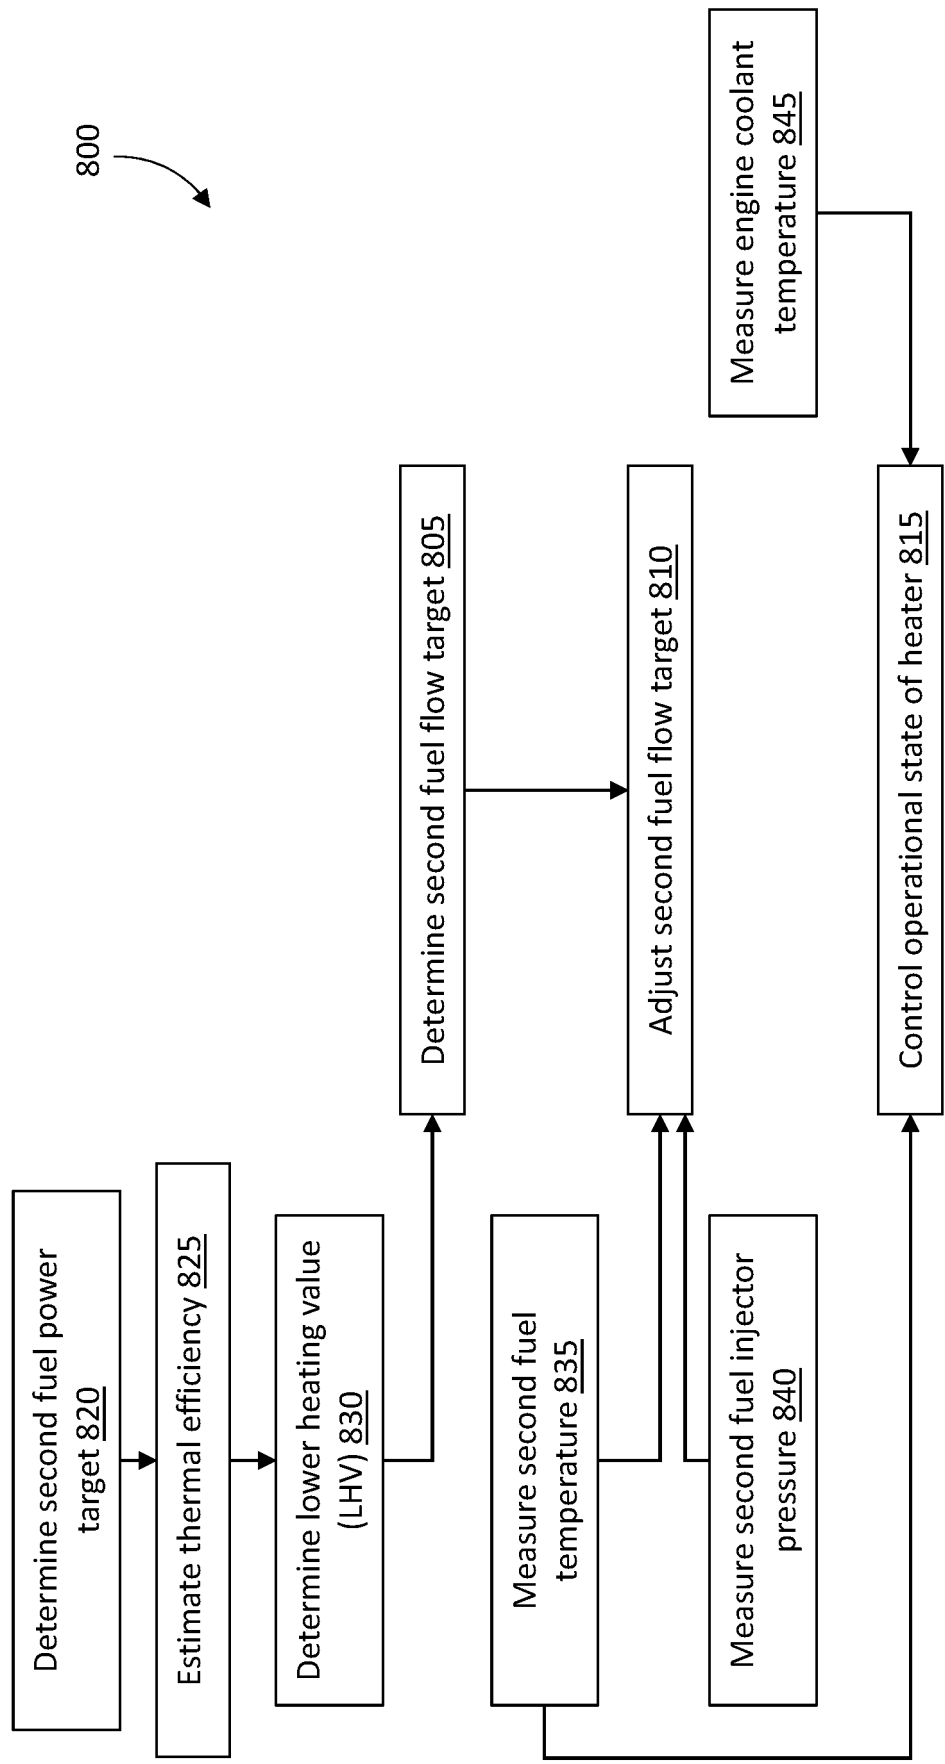 800
Determine second fuel power
target 820
Estimate thermal efficiency 825
Determine lower heating value
(LHV) 830
Determine second fuel flow target 805
Measure second fuel
temperature 835
Adjust second fuel flow target 810
Measure second fuel injector
pressure 840
Measure engine coolant
temperature 845
Control operational state of heater 815